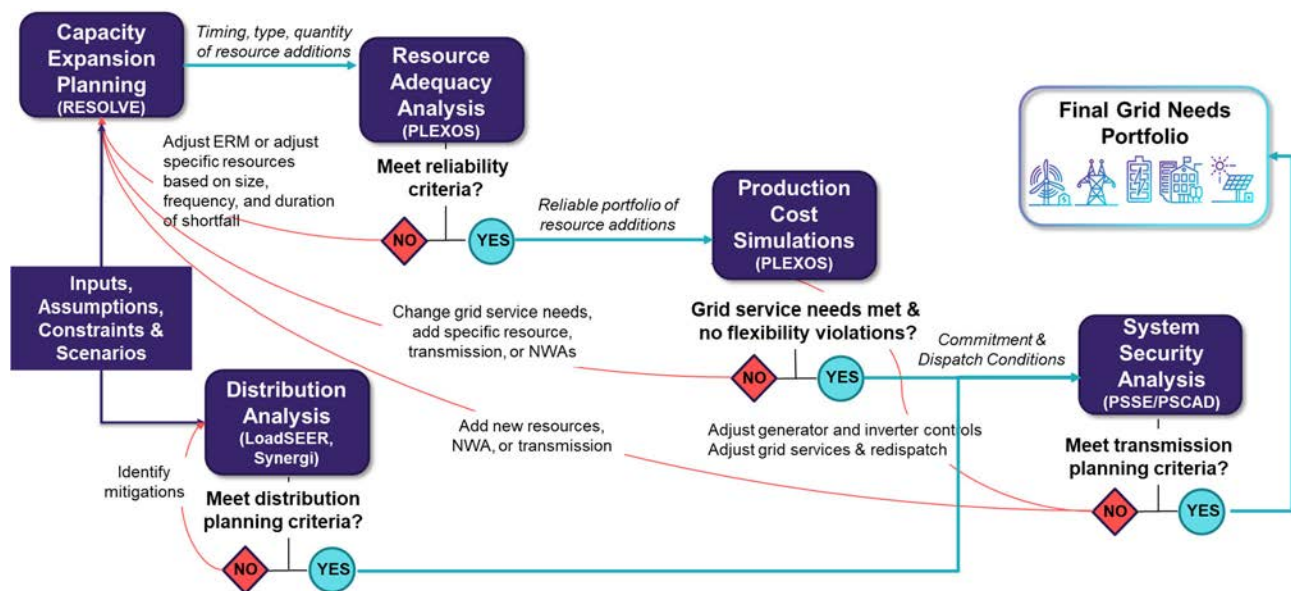 Capacity
Expansion
Planning
(RESOLVE)
Timing, type, quantity
of resource additions
Resource
Adequacy
Analysis
(PLEXOS)
Meet reliability
criteria?
NO
YES
Adjust ERM or adjust
specific resources
based on size,
frequency, and duration
of shortfall
Reliable portfolio of
resource additions
Production
Cost
Simulations
(PLEXOS)
Grid service needs met &
no flexibility violations?
NO
YES
Change grid service needs,
add specific resource,
transmission, or NWAs
Final Grid Needs
Portfolio
Inputs,
Assumptions,
Constraints &
Scenarios
Commitment &
Dispatch Conditions
System
Security
Analysis
(PSSE/PSCAD)
Meet transmission
planning criteria?
NO
YES
Adjust generator and inverter controls
Adjust grid services & redispatch
Add new resources,
NWA, or transmission
Distribution
Analysis
(LoadSEER,
Synergi)
Identify
mitigations
Meet distribution
planning criteria?
NO
YES